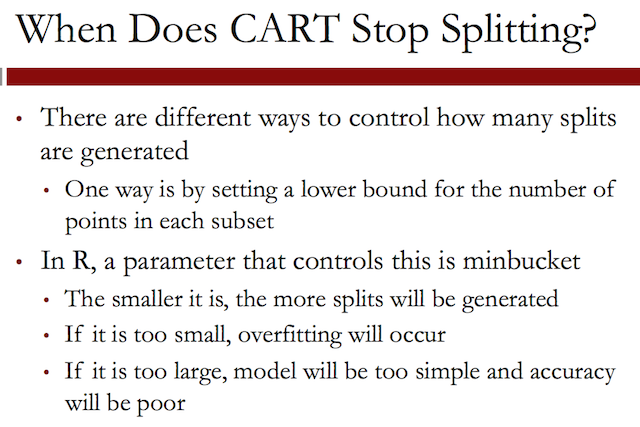 When Does CART Stop Splitting?
• There are different ways to control how many splits
are generated
• One way is by setting a lower bound for the number of
points in each subset
• In R, a parameter that controls this is minbucket
• The smaller it is, the more splits will be generated
• If it is too small, overfitting will occur
• If it is too large, model will be too simple and accuracy
will be poor